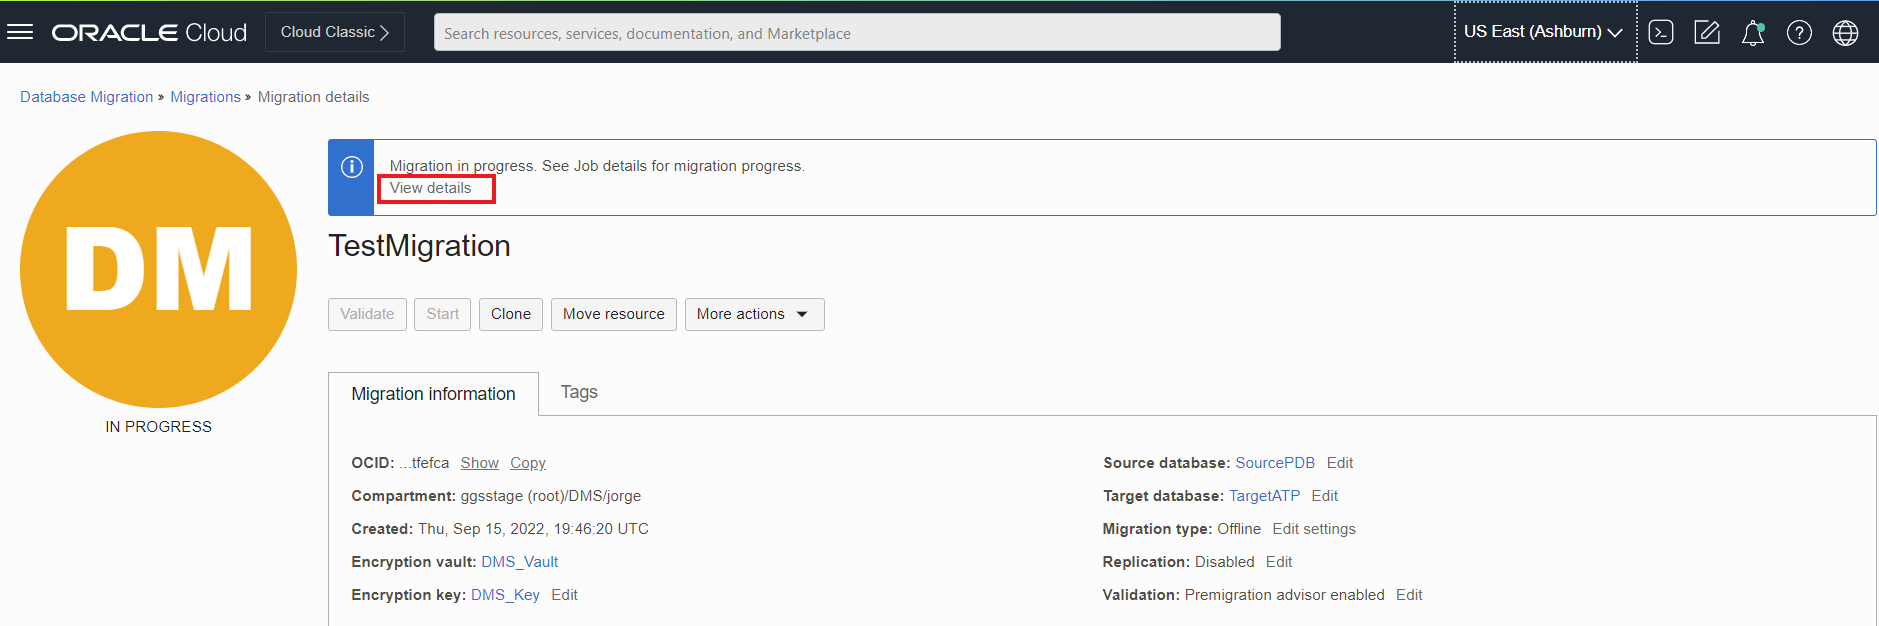 ORACLE Cloud
Cloud Classic
Search resources, services, documentation, and Marketplace
US East (Ashburn)
Database Migration » Migrations » Migration details
DM
IN PROGRESS
Migration in progress. See Job details for migration progress.
View details
TestMigration
Validate Start Clone Move resource More actions
Migration information Tags
OCID: ...tfefca Show Copy
Compartment: ggsstage (root)/DMS/jorge
Created: Thu, Sep 15, 2022, 19:46:20 UTC
Encryption vault: DMS_Vault
Encryption key: DMS_Key Edit
Source database: SourcePDB Edit
Target database: TargetATP Edit
Migration type: Offline Edit settings
Replication: Disabled Edit
Validation: Premigration advisor enabled Edit